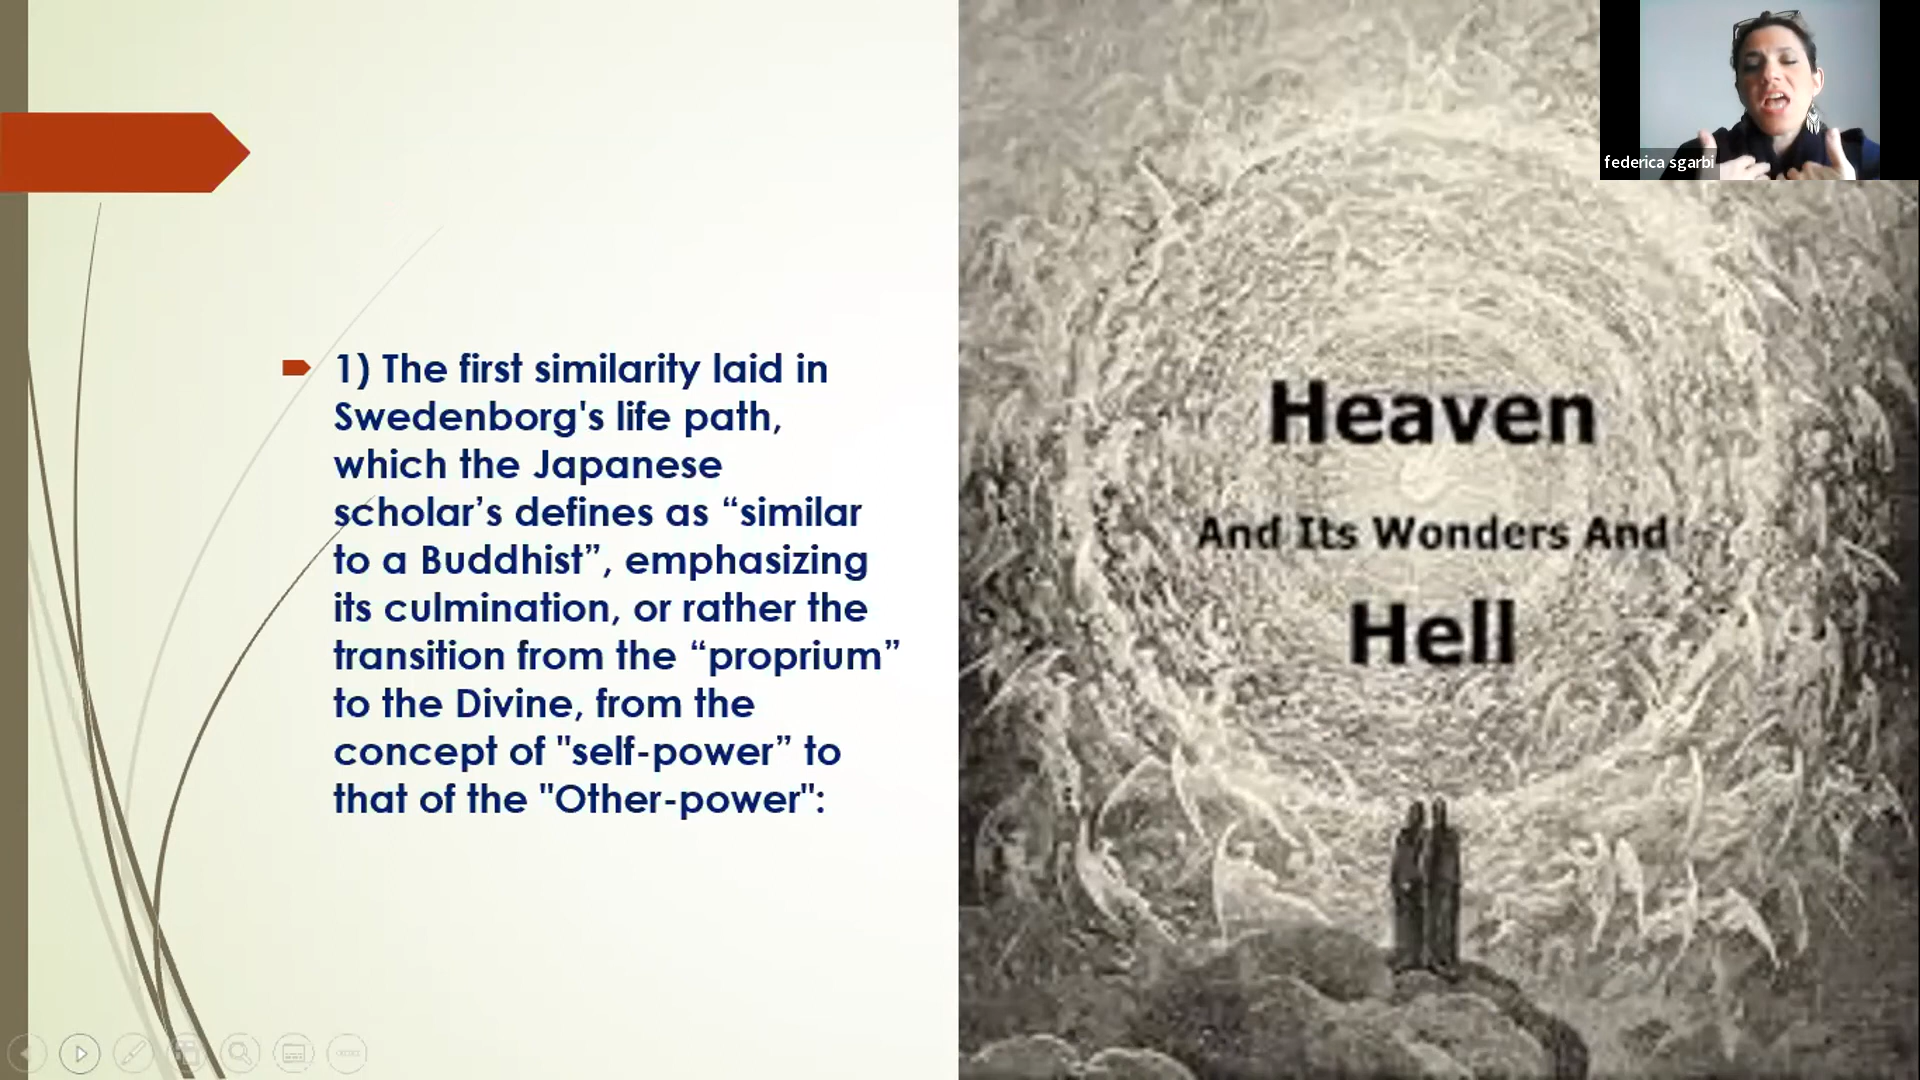 1) The first similarity laid in
Swedenborg's life path,
which the Japanese
scholar’s defines as “similar
to a Buddhist”, emphasizing
its culmination, or rather the
transition from the “proprium”
to the Divine, from the
concept of "self-power” to
that of the "Other-power":
Heaven
And Its Wonders And
Hell
federica sgarbi